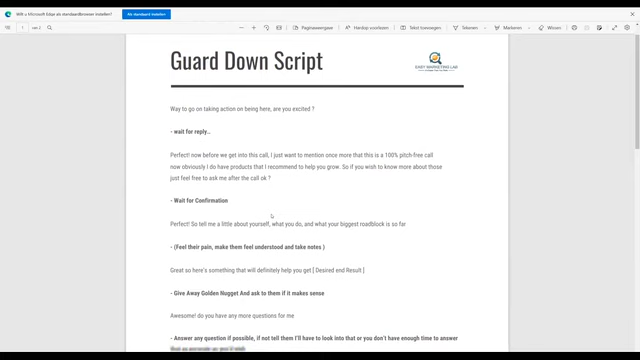 Wilt u Microsoft Edge als standaardbrowser instellen?
Als standaard instellen
1
van 2
Paginaweergave
Hardop voorlezen
Tekst toevoegen
Tekenen
Markeren
Wissen
Guard Down Script
EASY MARKETING LAB
Way to go on taking action on being here, are you excited ?
- wait for reply...
Perfect! now before we get into this call, I just want to mention once more that this is a 100% pitch-free call
now obviously I do have products that I recommend to help you grow. So if you wish to know more about those
just feel free to ask me after the call ok ?
- Wait for Confirmation
Perfect! So tell me a little about yourself, what you do, and what your biggest roadblock is so far
- (Feel their pain, make them feel understood and take notes )
Great so here's something that will definitely help you get [ Desired end Result ]
- Give Away Golden Nugget And ask to them if it makes sense
Awesome! do you have any more questions for me
- Answer any question if possible, if not tell them I'll have to look into that or you don't have enough time to answer